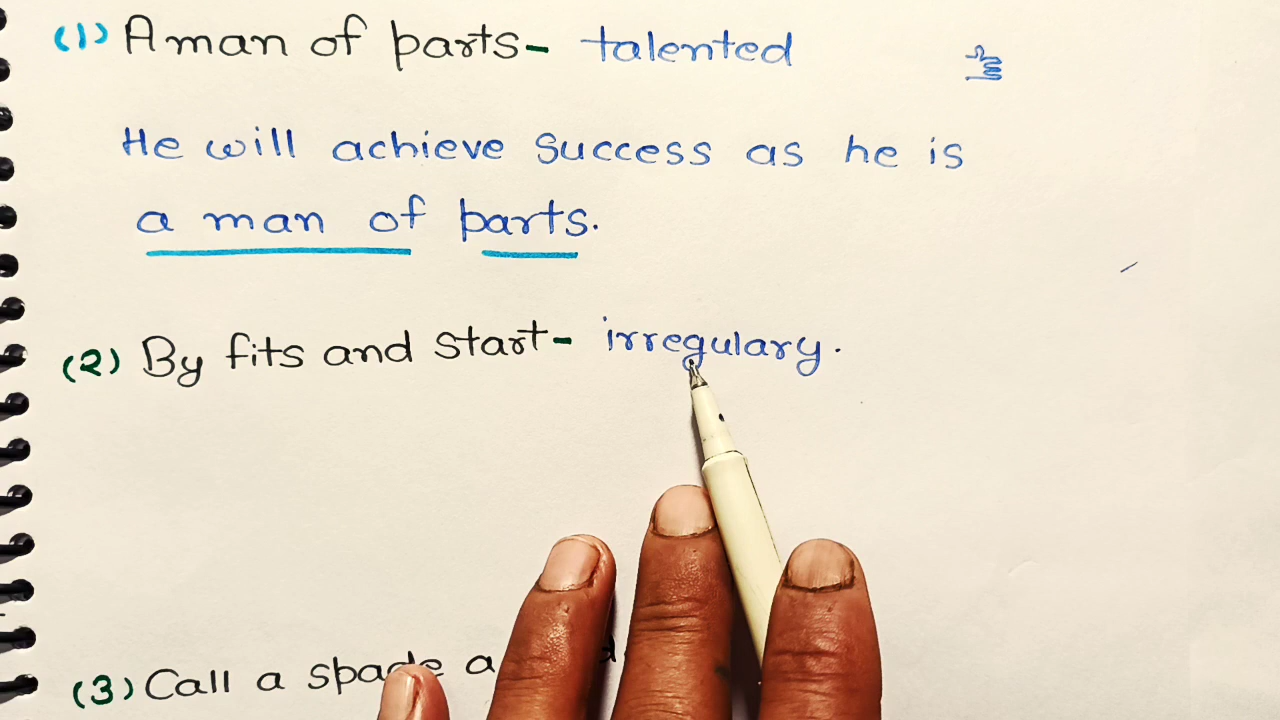 (1) A man of parts- talented
He will achieve success as he is
a man of parts.
(2) By fits and start- irregulary.
(3) Call a spade a